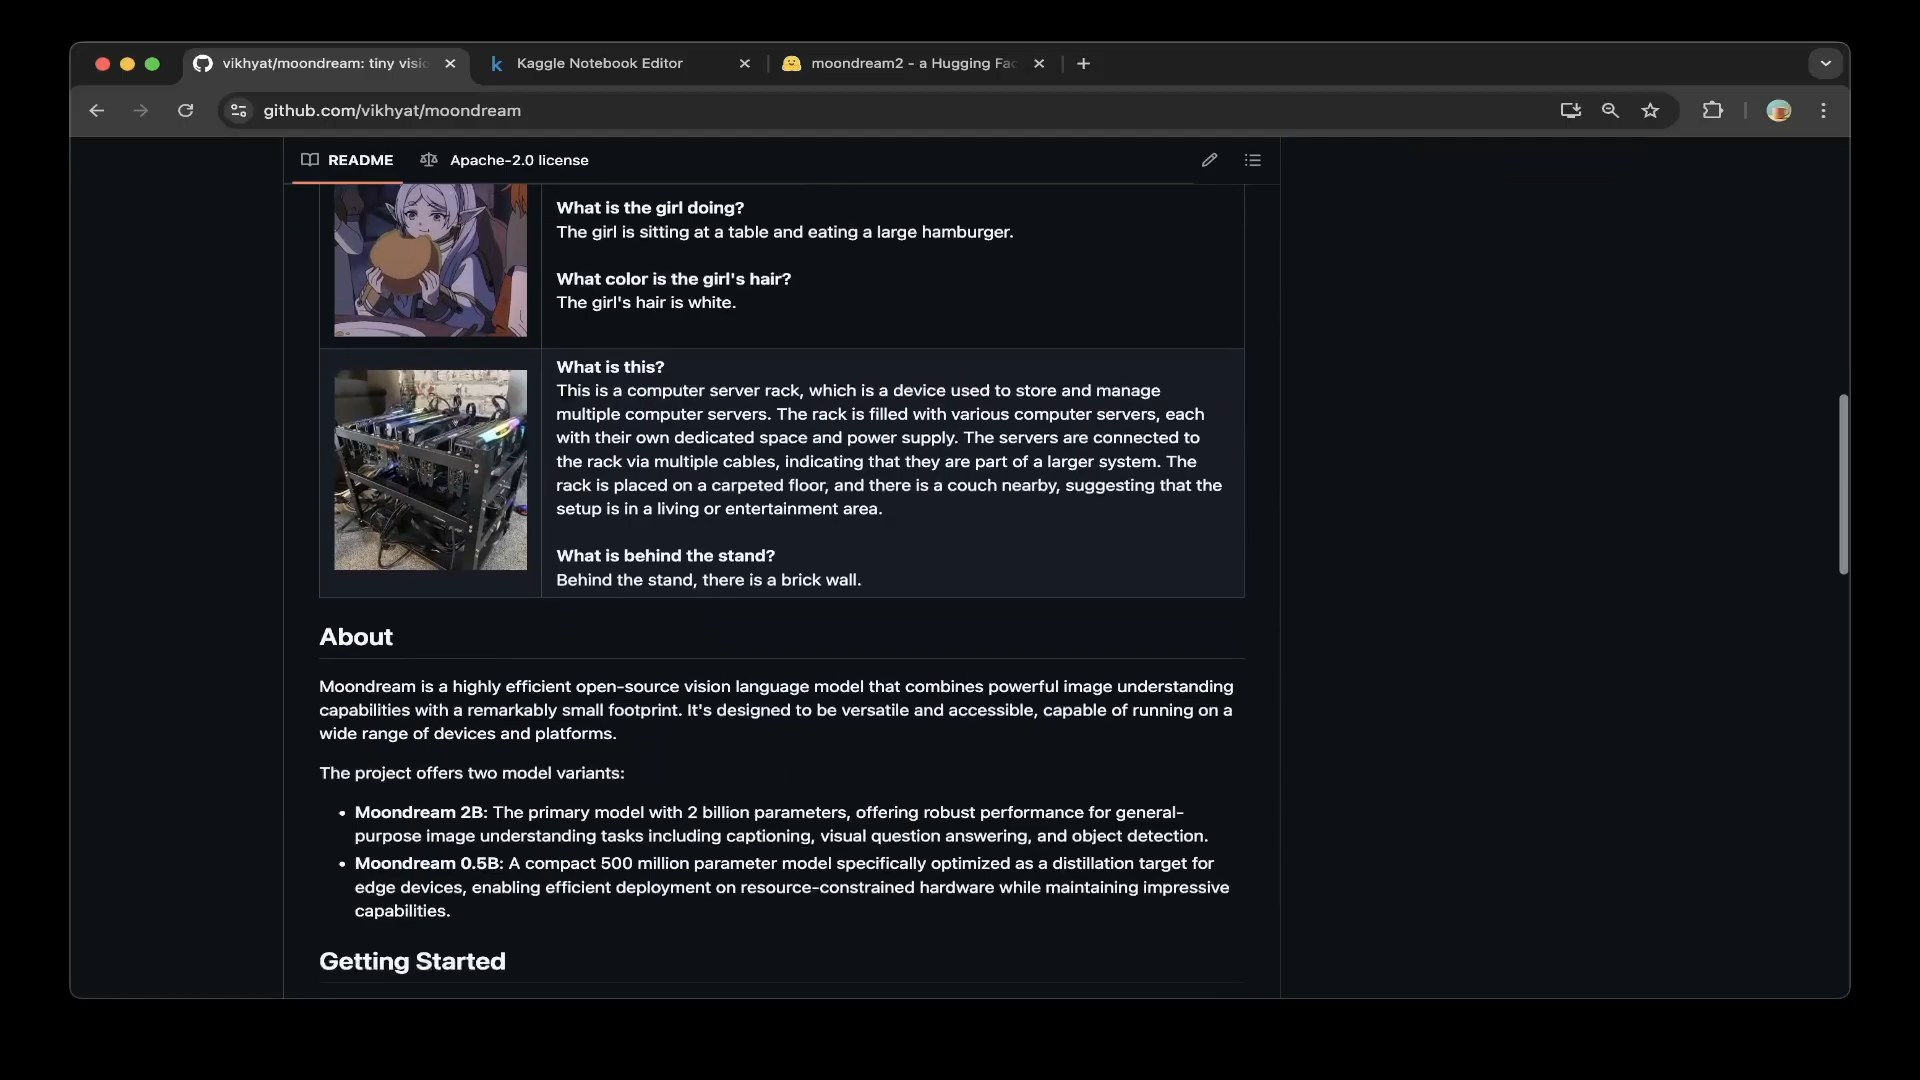 vikhyat/moondream: tiny visio
Kaggle Notebook Editor
moondream2 - a Hugging Fac
github.com/vikhyat/moondream
README
Apache-2.0 license
What is the girl doing?
The girl is sitting at a table and eating a large hamburger.
What color is the girl's hair?
The girl's hair is white.
What is this?
This is a computer server rack, which is a device used to store and manage
multiple computer servers. The rack is filled with various computer servers, each
with their own dedicated space and power supply. The servers are connected to
the rack via multiple cables, indicating that they are part of a larger system. The
rack is placed on a carpeted floor, and there is a couch nearby, suggesting that the
setup is in a living or entertainment area.
What is behind the stand?
Behind the stand, there is a brick wall.
About
Moondream is a highly efficient open-source vision language model that combines powerful image understanding
capabilities with a remarkably small footprint. It's designed to be versatile and accessible, capable of running on a
wide range of devices and platforms.
The project offers two model variants:
• Moondream 2B: The primary model with 2 billion parameters, offering robust performance for general-
purpose image understanding tasks including captioning, visual question answering, and object detection.
• Moondream 0.5B: A compact 500 million parameter model specifically optimized as a distillation target for
edge devices, enabling efficient deployment on resource-constrained hardware while maintaining impressive
capabilities.
Getting Started